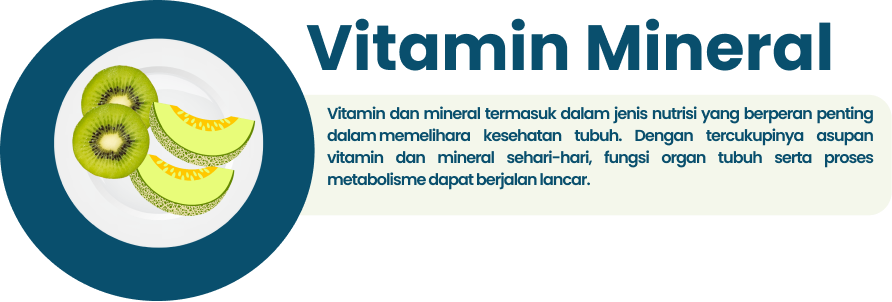 Vitamin Mineral
Vitamin dan mineral termasuk dalam jenis nutrisi yang berperan penting
dalam memelihara kesehatan tubuh. Dengan tercukupinya asupan
vitamin dan mineral sehari-hari, fungsi organ tubuh serta proses
metabolisme dapat berjalan lancar.